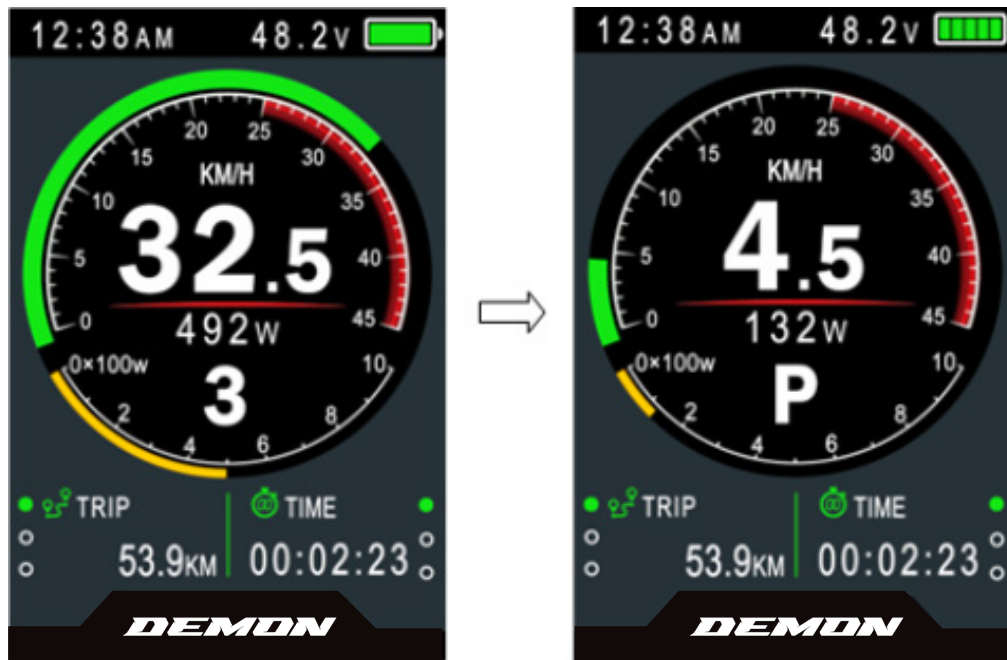 12:38AM 48.2V
20 25
15 30
KM/H
10 35
32.5
5 40
0 45
492W
0×100w 10
3
2 8
4 6
TRIP TIME
53.9KM 00:02:23
DEMON
12:38AM 48.2V
20 25
15 30
KM/H
10 35
4.5
5 40
0 45
132W
0×100w 10
P
2 8
4 6
TRIP TIME
53.9KM 00:02:23
DEMON